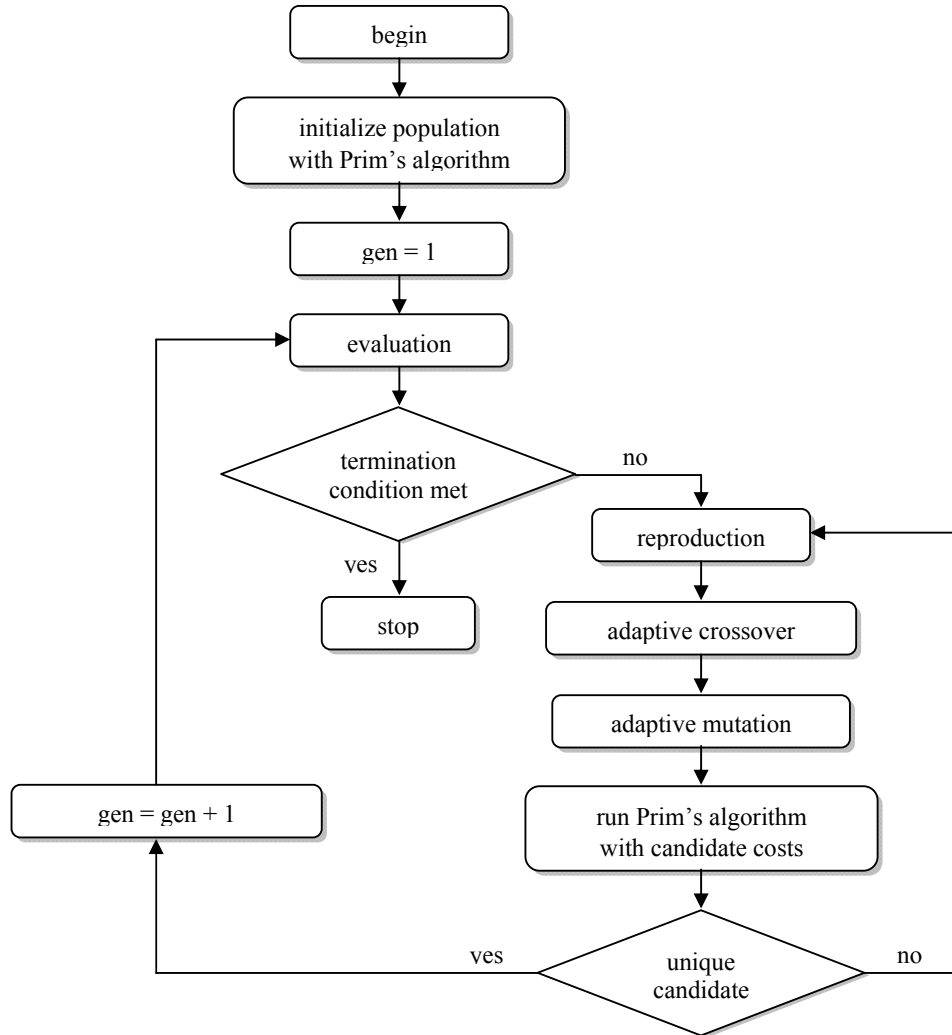 begin
initialize population
with Prim's algorithm
gen = 1
evaluation
termination
condition met
no
yes
stop
reproduction
adaptive crossover
adaptive mutation
run Prim's algorithm
with candidate costs
unique
candidate
no
yes
gen = gen + 1